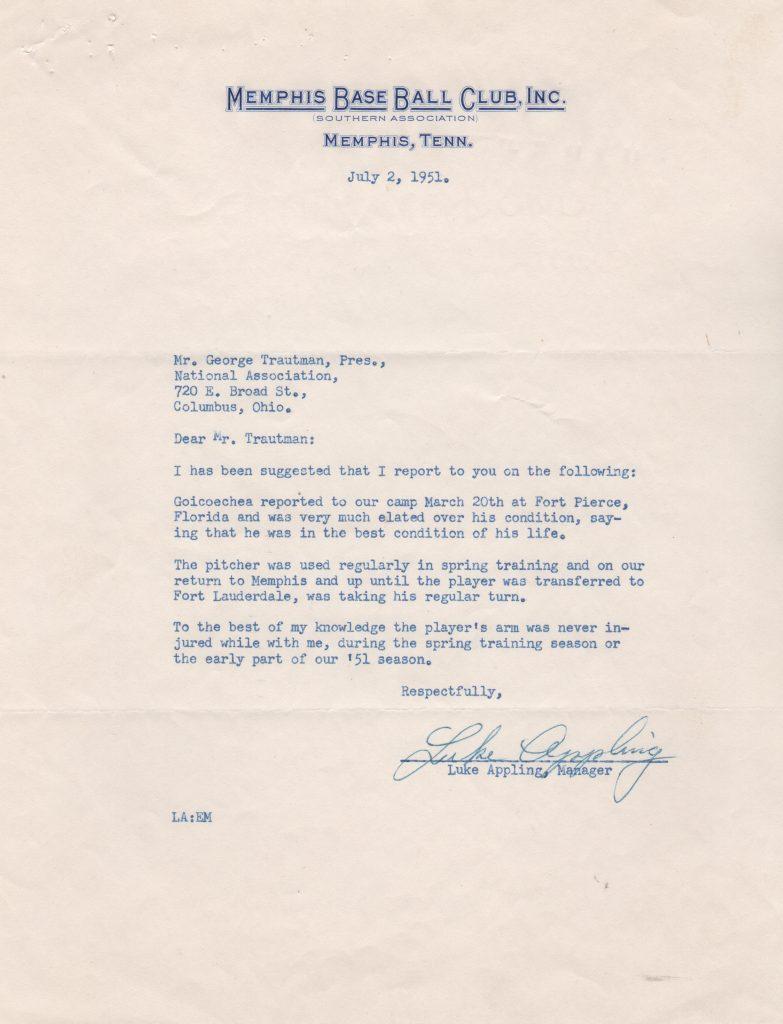 MEMPHIS BASE BALL CLUB, INC.
(SOUTHERN ASSOCIATION)
MEMPHIS, TENN.
July 2, 1951.
Mr. George Trautman, Pres.,
National Association,
720 E. Broad St.,
Columbus, Ohio.
Dear Mr. Trautman:
I has been suggested that I report to you on the following:
Goicoechea reported to our camp March 20th at Fort Pierce,
Florida and was very much elated over his condition, say-
ing that he was in the best condition of his life.
The pitcher was used regularly in spring training and on our
return to Memphis and up until the player was transferred to
Fort Lauderdale, was taking his regular turn.
To the best of my knowledge the player's arm was never in-
jured while with me, during the spring training season or
the early part of our '51 season.
Respectfully,
Luke Appling
Luke Appling, Manager
LA:EM